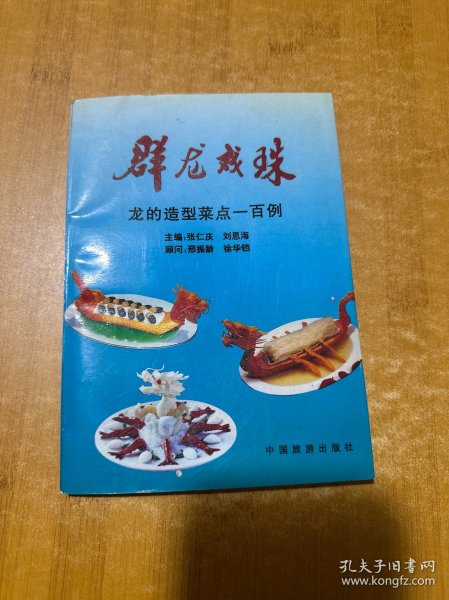 群龙戏珠
龙的造型菜点一百例
主编:张仁庆 刘恩海
顾问:邢振龄 徐华铛
中国旅游出版社
孔夫子旧书网
www.kongfz.com